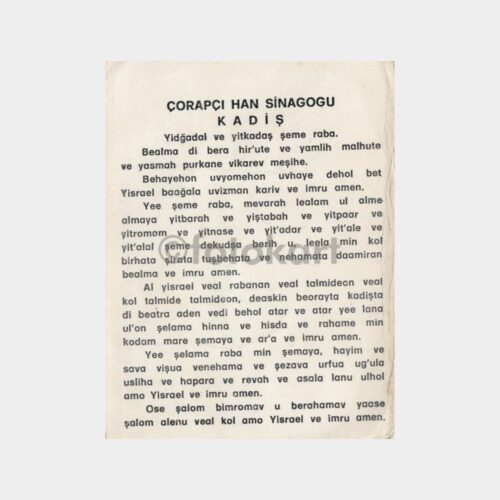 ÇORAPÇI HAN SİNAGOGU
KADİŞ
Yidğadal ve yitkadaş şeme raba.
Bealma di bera hir'ute ve yamlih malhute
ve yasmah purkane vikarev meşihe.
Behayehon uvyomehon uvhaye dehol bet
Yisrael baağala uvizman kariv ve imru amen.
Yee şeme raba, mevarah lealam ul alme
almaya yitbarah ve yiştabah ve yitpaar ve
yitromam ve yitnase ve yit'adar ve yit'ale ve
yit'alal şeme dekudşa berih u leela min kol
birhata şirata tuşbehata ve nehamata daamiran
bealma ve imru amen.
Al yisrael veal rabanan veal talmideon veal
kol talmide talmideon, deaskin beorayta kadişta
di beatra aden vedi behol atar ve atar yee lana
ul'on şelama hinna ve hisda ve rahame min
kodam mare şemaya ve ar'a ve imru amen.
Yee şelama raba min şemaya, hayim ve
sava vişua venehama ve şezava urfua ug'ula
usliha ve hapara ve revah ve asala lanu ulhol
amo Yisrael ve imru amen.
Ose şalom bimromav u berahamav yaase
şalom alenu veal kol amo Yisrael ve imru amen.
©fotokart